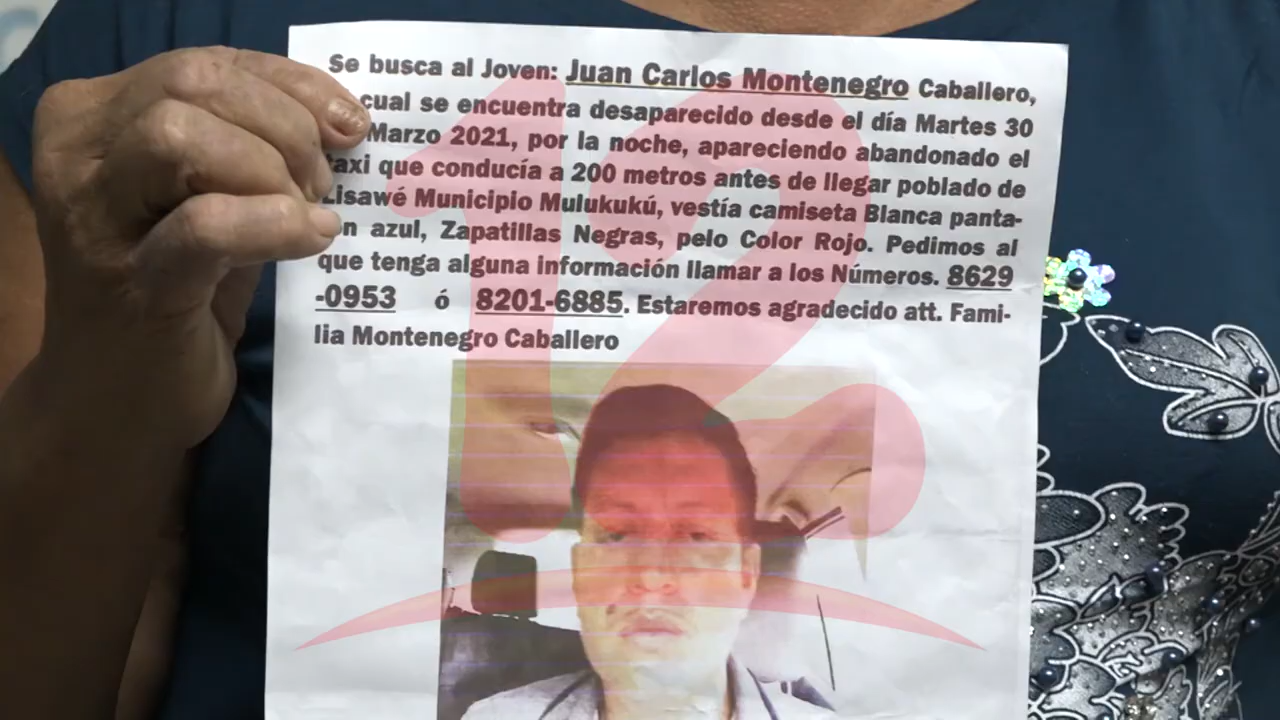 Se busca al Joven: Juan Carlos Montenegro Caballero,
cual se encuentra desaparecido desde el día Martes 30
Marzo 2021, por la noche, apareciendo abandonado el
taxi que conducía a 200 metros antes de llegar poblado de
Lisawé Municipio Mulukukú, vestía camiseta Blanca panta-
ón azul, Zapatillas Negras, pelo Color Rojo. Pedimos al
que tenga alguna información llamar a los Números. 8629
-0953 ó 8201-6885. Estaremos agradecido att. Fami-
lia Montenegro Caballero
12